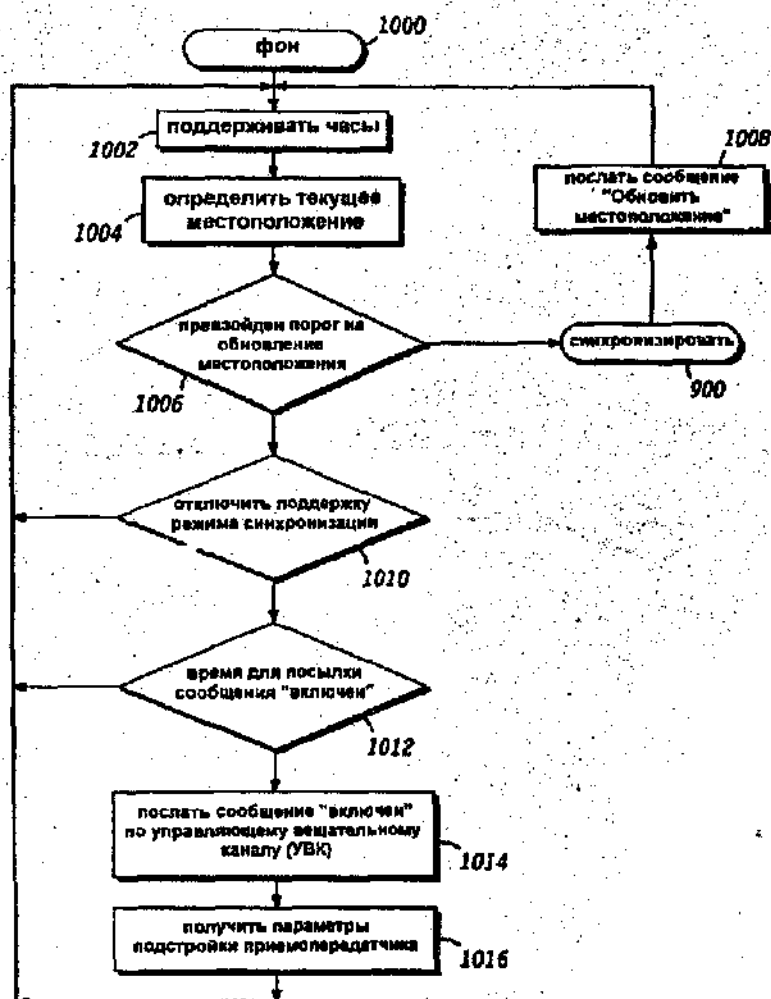 фон
1000
поддерживать часы
1002
1008
послать сообщение
"Обновить
местоположение"
определить текущее
местоположение
1004
превзойден порог на
обновление
местоположения
1006
синхронизировать
900
отключить поддержку
режима синхронизации
1010
время для посылки
сообщения "включен"
1012
послать сообщение "включен"
по управляющему вещательному
каналу (УВК)
1014
получить параметры
подстройки приемопередатчика
1016